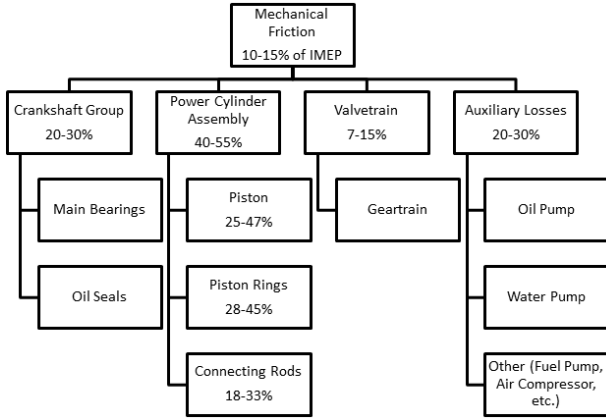 Mechanical
Friction
10-15% of IMEP
Crankshaft Group
20-30%
Power Cylinder
Assembly
40-55%
Valvetrain
7-15%
Auxiliary Losses
20-30%
Main Bearings
Oil Seals
Piston
25-47%
Piston Rings
28-45%
Connecting Rods
18-33%
Geartrain
Oil Pump
Water Pump
Other (Fuel Pump,
Air Compressor,
etc.)